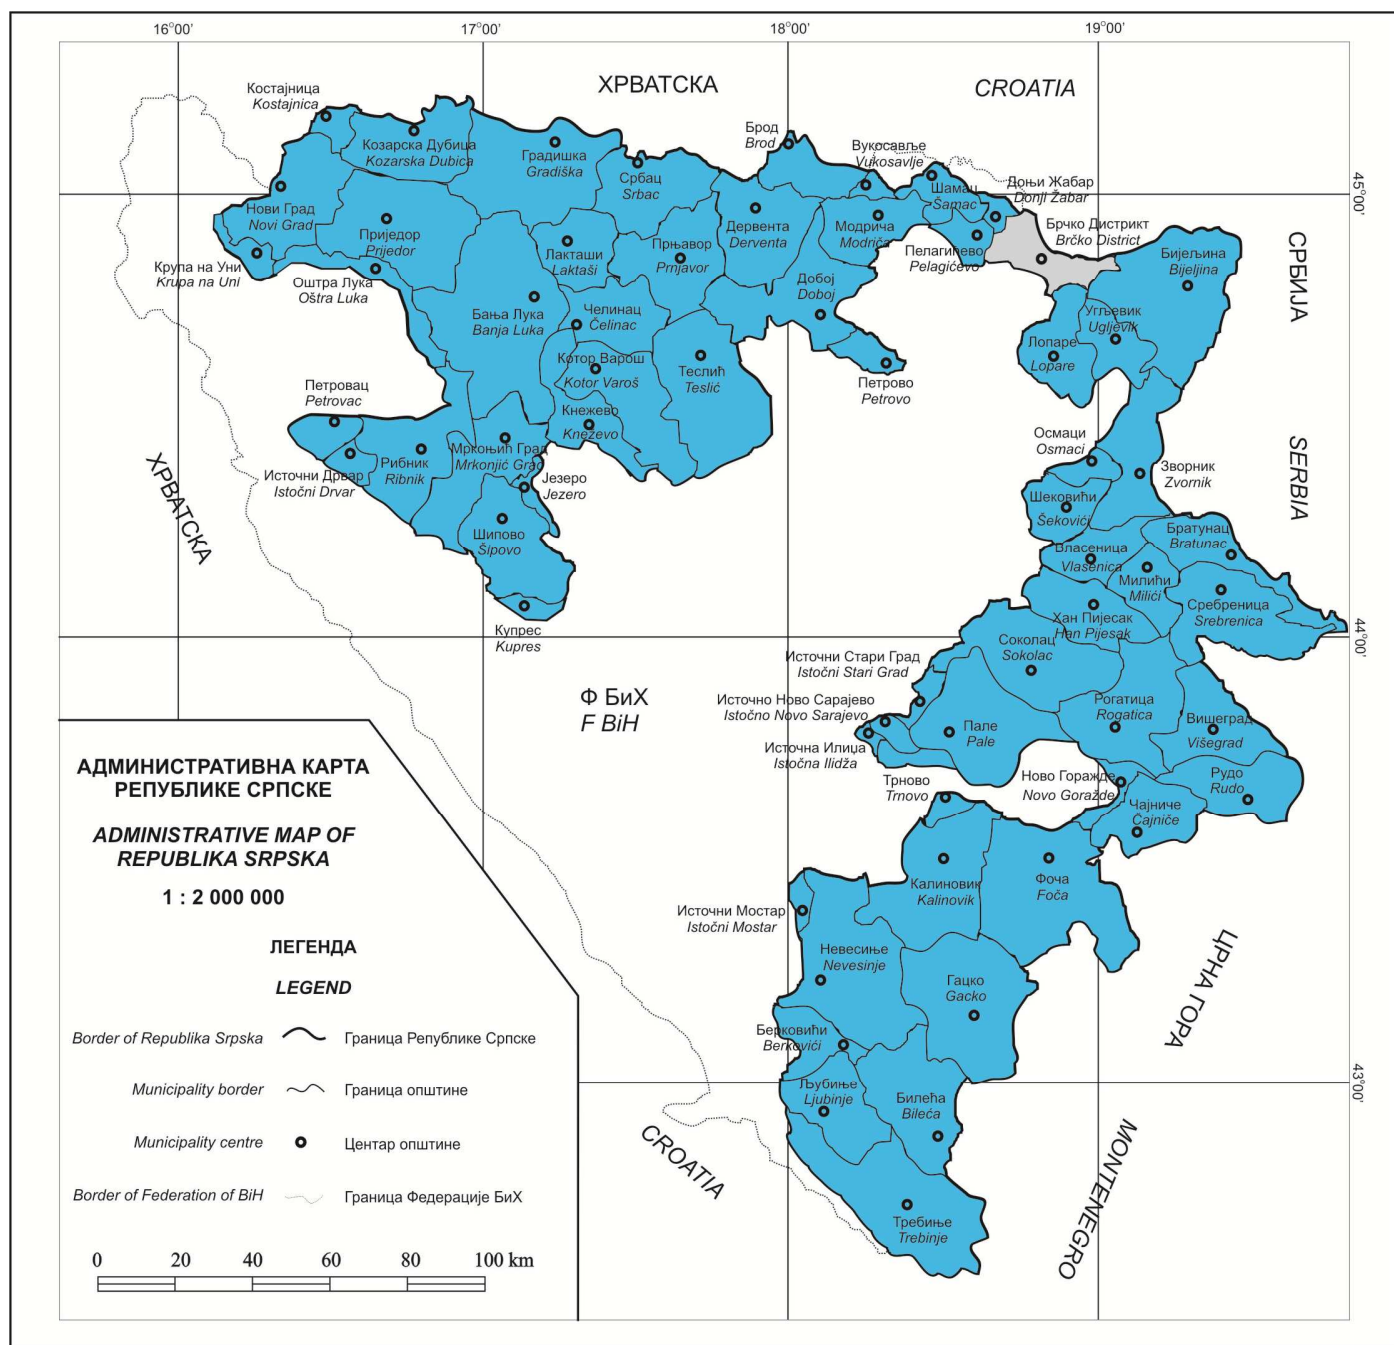 16°00'
17°00'
18°00'
19°00'
ХРВАТСКА
CROATIA
Костајница
Kostajnica
Козарска Дубица
Kozarska Dubica
Градишка
Gradiška
Србац
Srbac
Брод
Brod
Вукосавље
Vukosavlje
Шамац
Šamac
Доњи Жабар
Donji Žabar
Брчко Дистрикт
Brčko District
45°00'
Нови Град
Novi Grad
Приједор
Prijedor
Лакташи
Laktaši
Прњавор
Prnjavor
Дервента
Derventa
Модрича
Modriča
Пелагићево
Pelagićevo
Бијељина
Bijeljina
СРБИЈА
Крупа на Уни
Krupa na Uni
Оштра Лука
Oštra Luka
Бања Лука
Banja Luka
Челинац
Čelinac
Добој
Doboj
Угљевик
Ugljevik
Лопаре
Lopare
Котор Варош
Kotor Varoš
Теслић
Teslić
Петрово
Petrovo
Петровац
Petrovac
Кнежево
Kneževo
Осмаци
Osmaci
SERBIA
ХРВАТСКА
Источни Дрвар
Istočni Drvar
Рибник
Ribnik
Мркоњић Град
Mrkonjić Grad
Језеро
Jezero
Зворник
Zvornik
Шековићи
Šekovići
Шипово
Šipovo
Братунац
Bratunac
Власеница
Vlasenica
Милићи
Milići
Сребреница
Srebrenica
Купрес
Kupres
Хан Пијесак
Han Pijesak
44°00'
Соколац
Sokolac
Источни Стари Град
Istočni Stari Grad
Источно Ново Сарајево
Istočno Novo Sarajevo
Источна Илиџа
Istočna Ilidža
Ф БиХ
F BiH
Пале
Pale
Рогатица
Rogatica
Вишеград
Višegrad
Трново
Trnovo
Ново Горажде
Novo Goražde
Рудо
Rudo
Чајниче
Čajniče
Калиновик
Kalinovik
Фоча
Foča
Источни Мостар
Istočni Mostar
Невесиње
Nevesinje
Гацко
Gacko
ЦРНА ГОРА
Берковићи
Berkovići
43°00'
Љубиње
Ljubinje
Билећа
Bileća
CROATIA
MONTENEGRO
Требиње
Trebinje
АДМИНИСТРАТИВНА КАРТА
РЕПУБЛИКЕ СРПСКЕ
ADMINISTRATIVE MAP OF
REPUBLIKA SRPSKA
1 : 2 000 000
ЛЕГЕНДА
LEGEND
Border of Republika Srpska Граница Републике Српске
Municipality border Граница општине
Municipality centre Центар општине
Border of Federation of BiH Граница Федерације БиХ
0 20 40 60 80 100 km